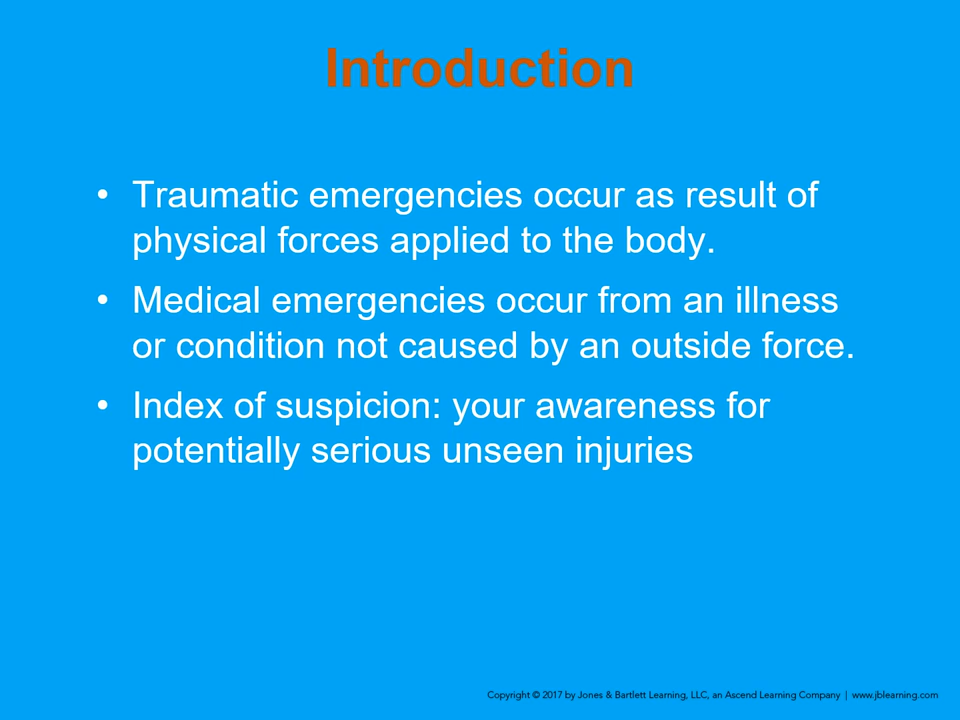 Introduction
• Traumatic emergencies occur as result of
physical forces applied to the body.
• Medical emergencies occur from an illness
or condition not caused by an outside force.
• Index of suspicion: your awareness for
potentially serious unseen injuries
Copyright © 2017 by Jones & Bartlett Learning, LLC, an Ascend Learning Company | www.jblearning.com